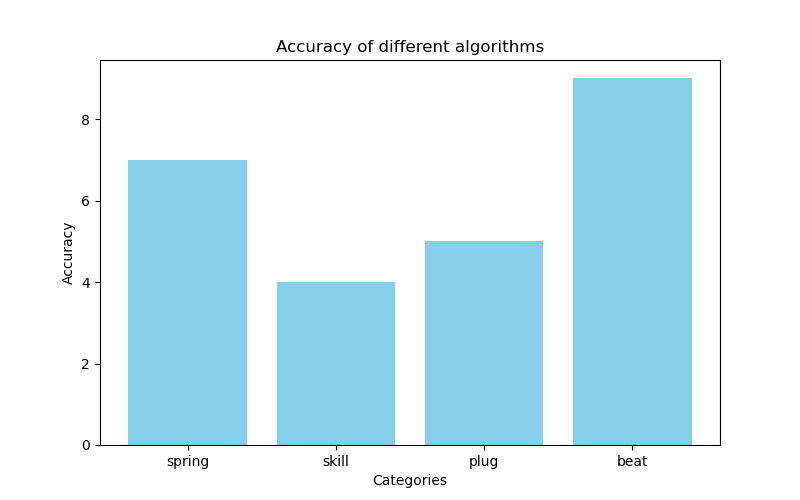 Accuracy of different algorithms
Accuracy
8
6
4
2
0
spring skill plug beat
Categories